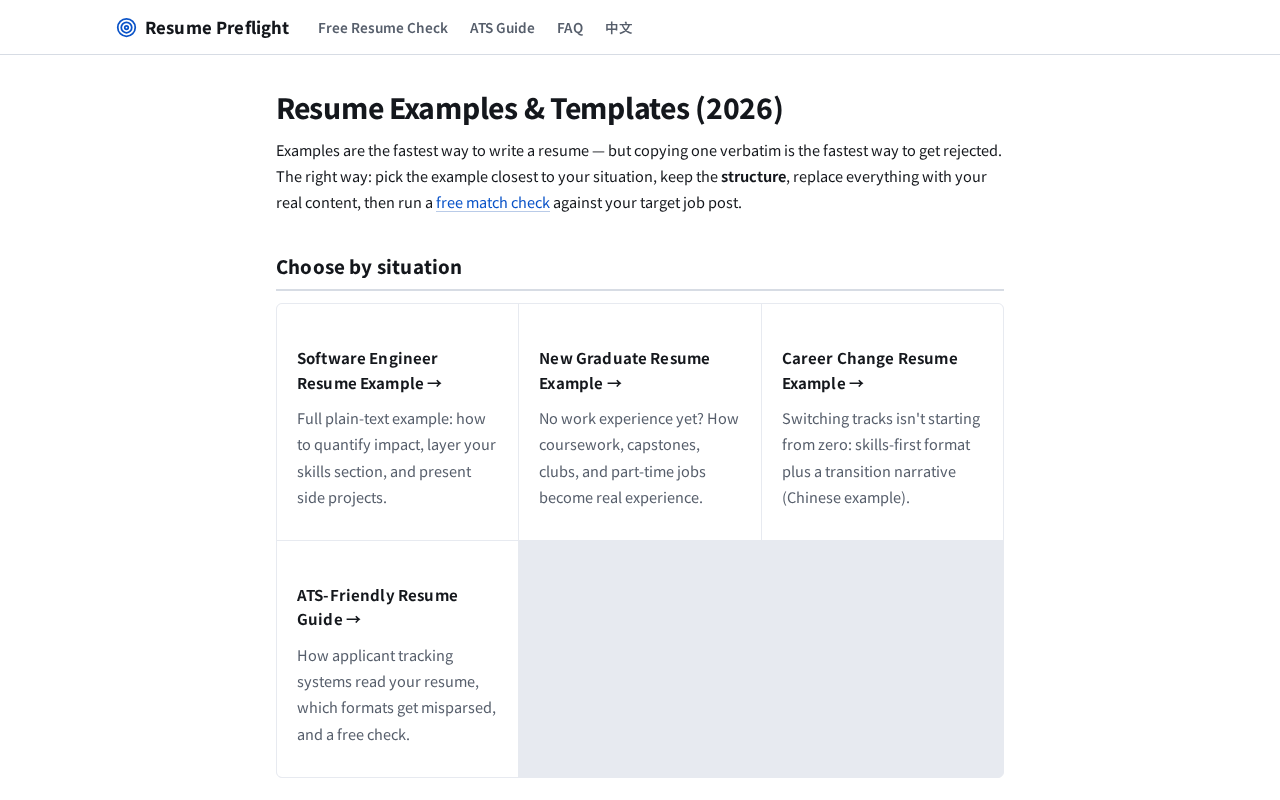 Resume Preflight
Free Resume Check
ATS Guide
FAQ
中文
Resume Examples & Templates (2026)
Examples are the fastest way to write a resume — but copying one verbatim is the fastest way to get rejected.
The right way: pick the example closest to your situation, keep the structure, replace everything with your
real content, then run a free match check against your target job post.
Choose by situation
Software Engineer
Resume Example →
Full plain-text example: how
to quantify impact, layer your
skills section, and present
side projects.
New Graduate Resume
Example →
No work experience yet? How
coursework, capstones,
clubs, and part-time jobs
become real experience.
Career Change Resume
Example →
Switching tracks isn't starting
from zero: skills-first format
plus a transition narrative
(Chinese example).
ATS-Friendly Resume
Guide →
How applicant tracking
systems read your resume,
which formats get misparsed,
and a free check.